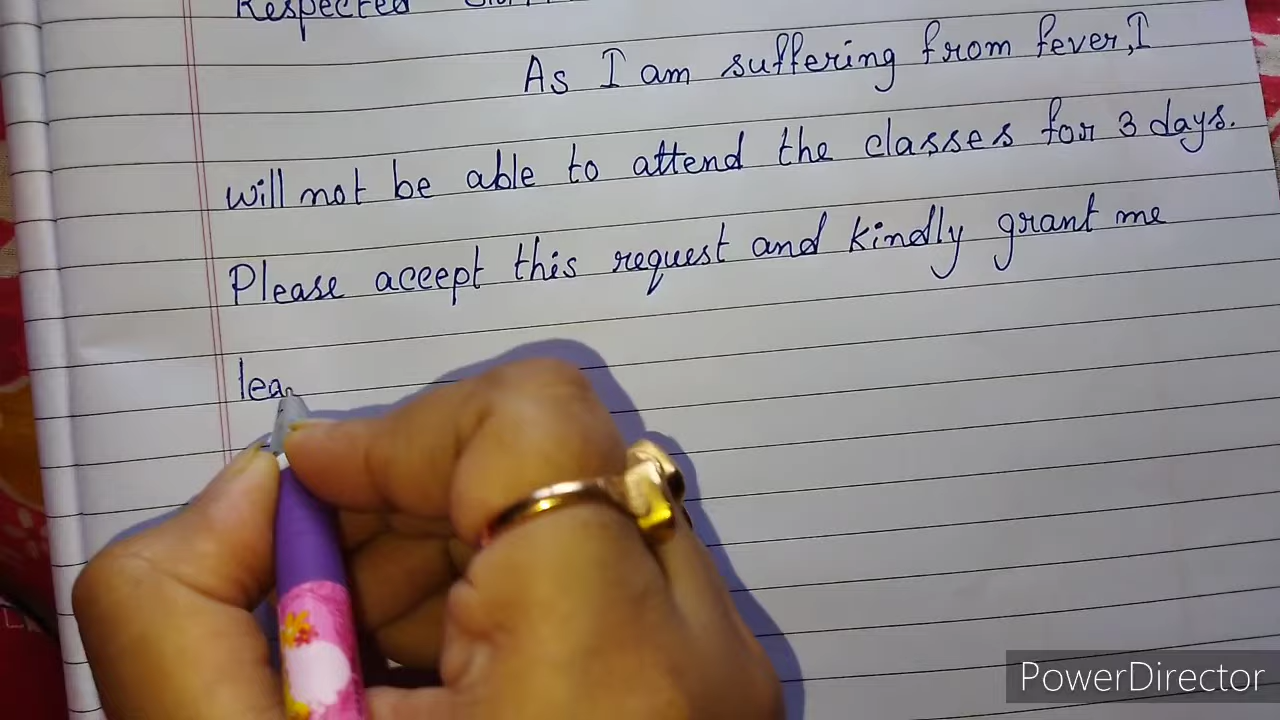 Respected
As I am suffering from fever, I
will not be able to attend the classes for 3 days.
Please accept this request and kindly grant me
lea
PowerDirector